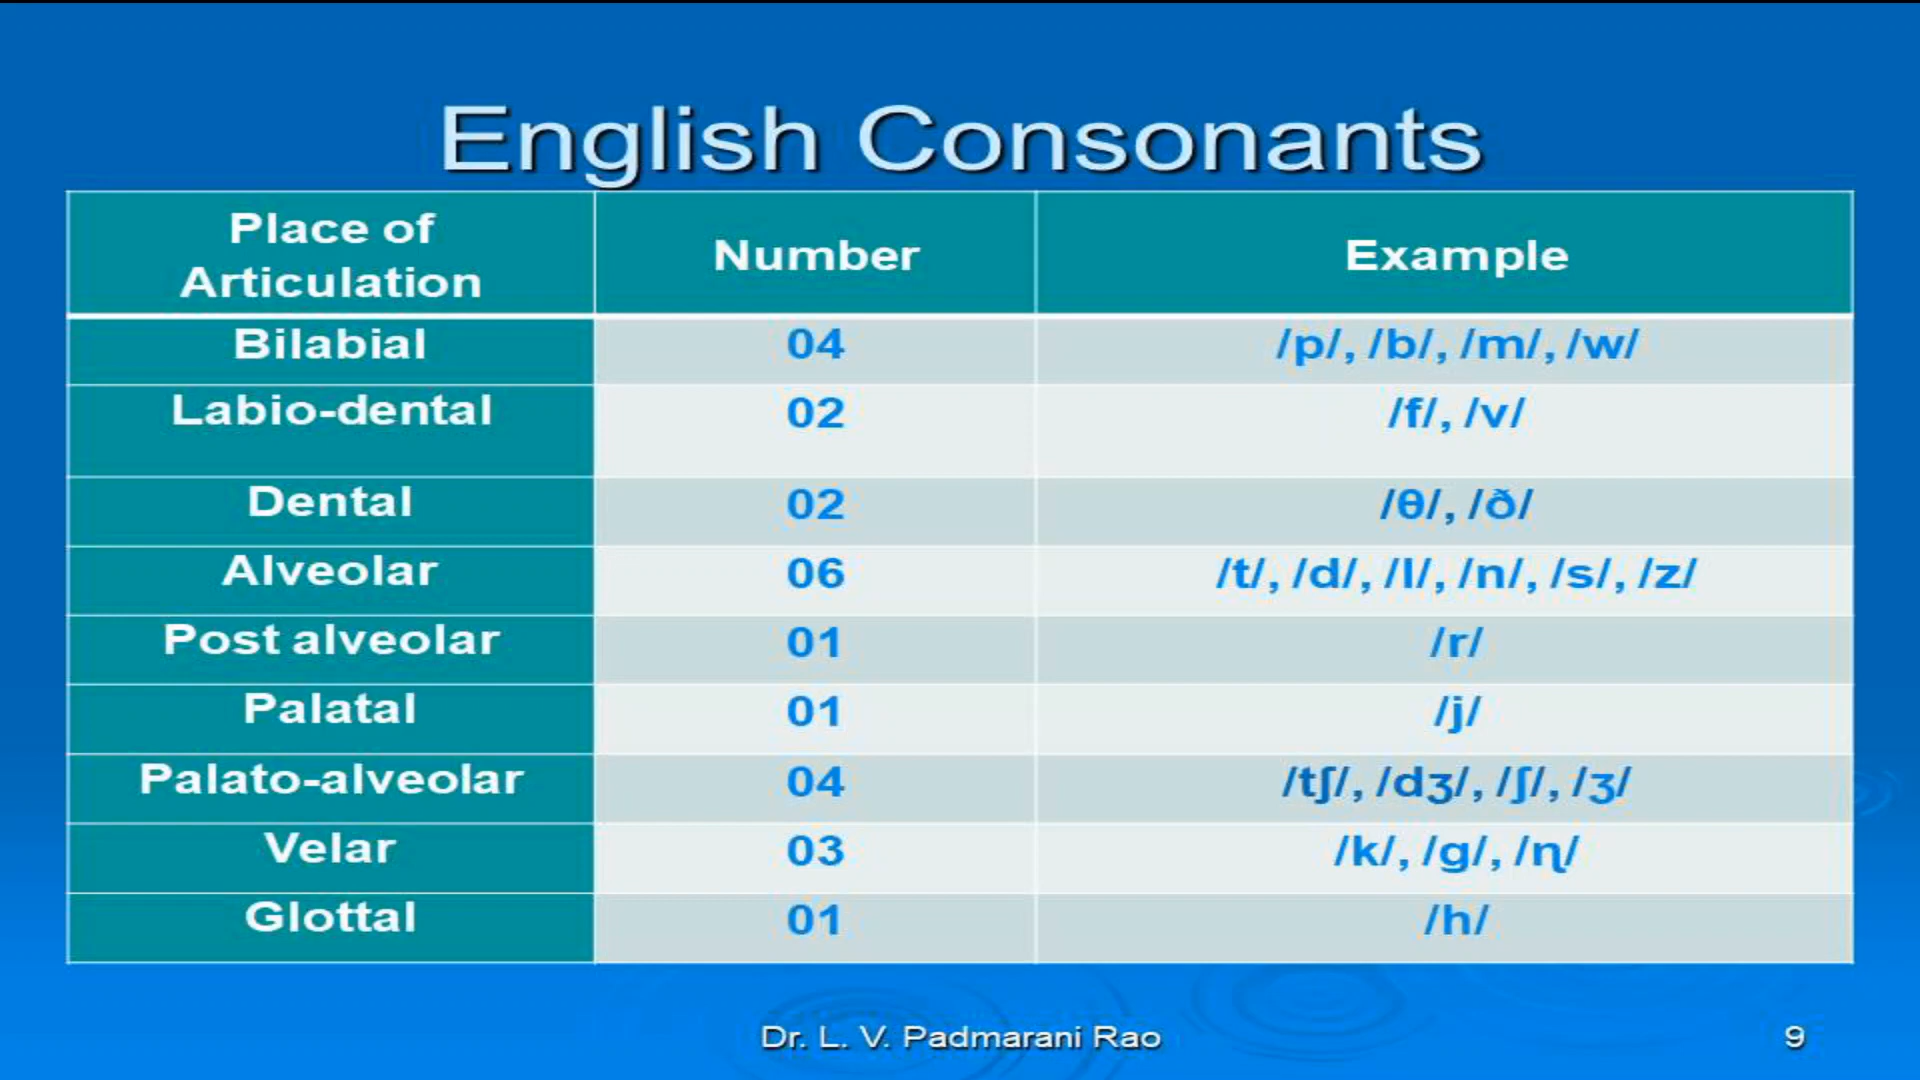 English Consonants
Place of Articulation Number Example
Bilabial 04 /p/, /b/, /m/, /w/
Labio-dental 02 /f/, /v/
Dental 02 /θ/, /ð/
Alveolar 06 /t/, /d/, /l/, /n/, /s/, /z/
Post alveolar 01 /r/
Palatal 01 /j/
Palato-alveolar 04 /tʃ/, /dʒ/, /ʃ/, /ʒ/
Velar 03 /k/, /g/, /ɳ/
Glottal 01 /h/
Dr. L. V. Padmarani Rao 9